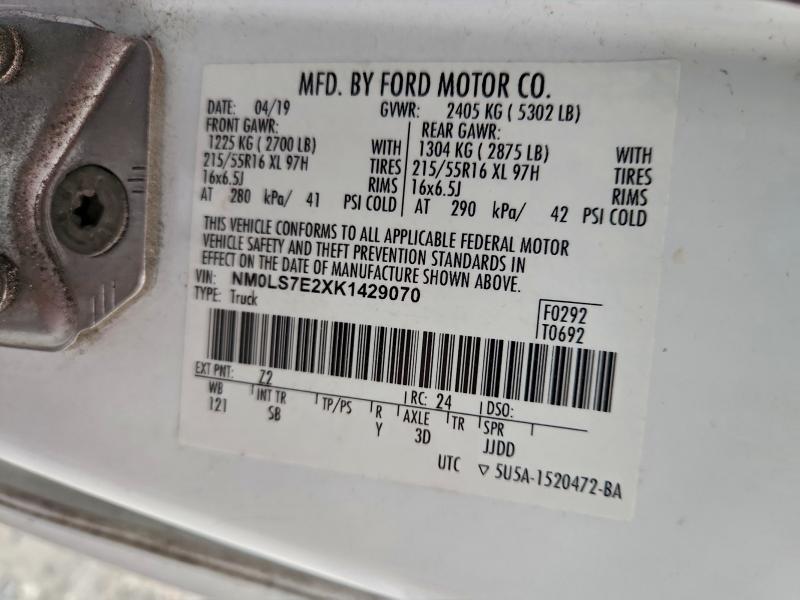 MFD. BY FORD MOTOR CO.
DATE: 04/19 GVWR: 2405 KG ( 5302 LB)
FRONT GAWR: REAR GAWR:
1225 KG ( 2700 LB) WITH 1304 KG ( 2875 LB) WITH
215/55R16 XL 97H TIRES 215/55R16 XL 97H TIRES
16x6.5J RIMS 16x6.5J RIMS
AT 280 kPa/ 41 PSI COLD AT 290 kPa/ 42 PSI COLD
THIS VEHICLE CONFORMS TO ALL APPLICABLE FEDERAL MOTOR
VEHICLE SAFETY AND THEFT PREVENTION STANDARDS IN
EFFECT ON THE DATE OF MANUFACTURE SHOWN ABOVE.
VIN: NM0LS7E2XK1429070
TYPE: Truck
F0292
T0692
EXT PNT: Z2 RC: 24 DSO:
WB INT TR TP/PS R AXLE TR SPR
121 SB Y 3D JJDD
UTC ▽ 5U5A-1520472-BA